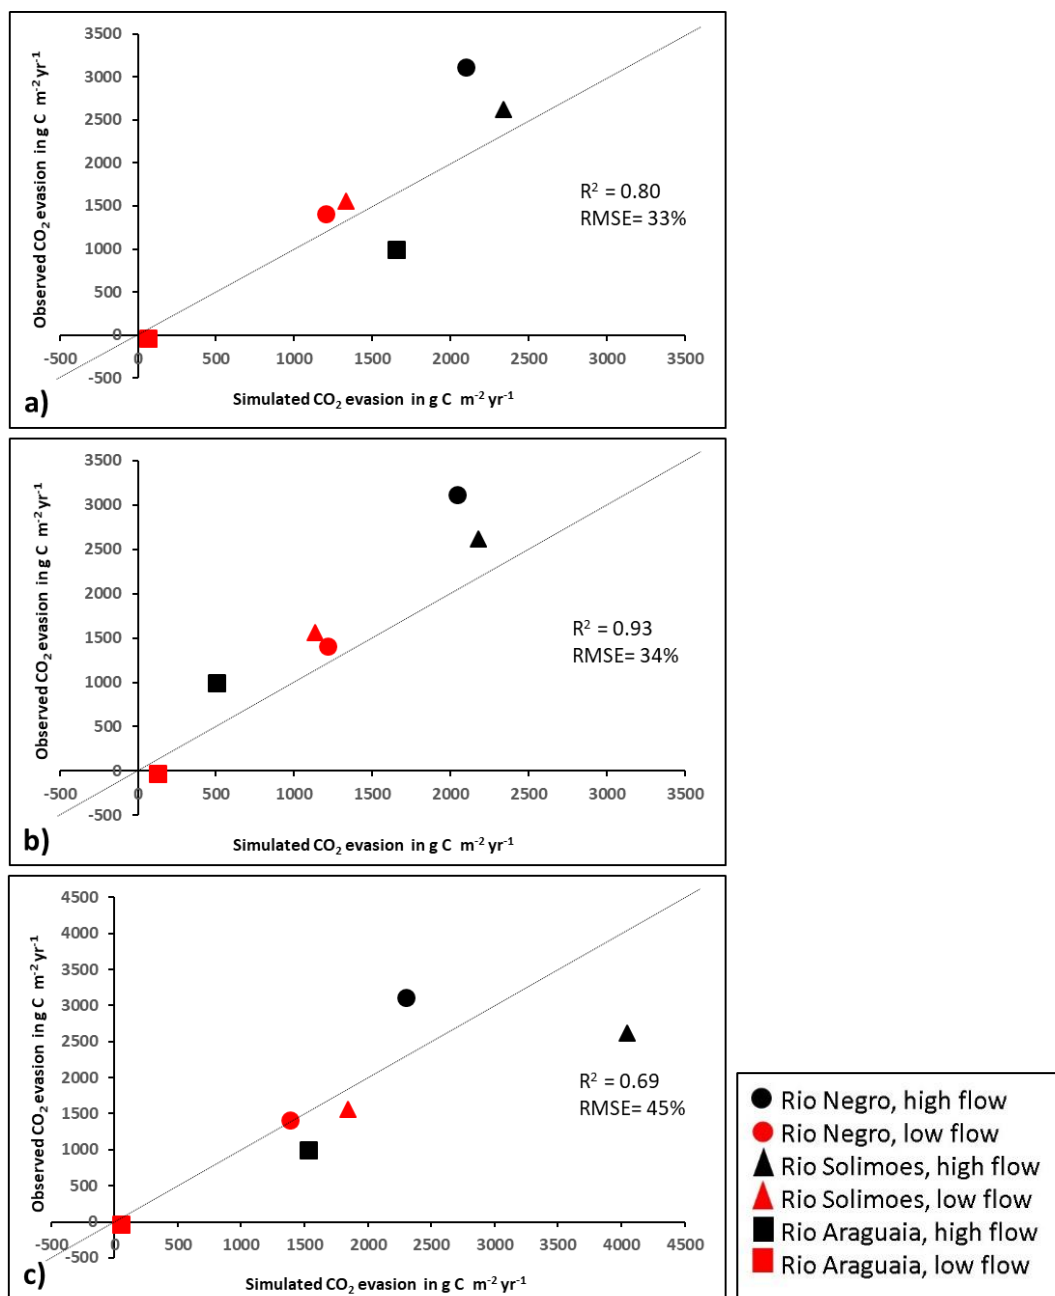 3500
3000
2500
2000
1500
1000
500
0
-500
Observed CO2 evasion in g C m-2 yr-1
-500 0 500 1000 1500 2000 2500 3000 3500
Simulated CO2 evasion in g C m-2 yr-1
R2 = 0.80
RMSE= 33%
a)
3500
3000
2500
2000
1500
1000
500
0
-500
Observed CO2 evasion in g C m-2 yr-1
-500 0 500 1000 1500 2000 2500 3000 3500
Simulated CO2 evasion in g C m-2 yr-1
R2 = 0.93
RMSE= 34%
b)
4500
4000
3500
3000
2500
2000
1500
1000
500
0
-500
Observed CO2 evasion in g C m-2 yr-1
-500 0 500 1000 1500 2000 2500 3000 3500 4000 4500
Simulated CO2 evasion in g C m-2 yr-1
R2 = 0.69
RMSE= 45%
c)
Rio Negro, high flow
Rio Negro, low flow
Rio Solimoes, high flow
Rio Solimoes, low flow
Rio Araguaia, high flow
Rio Araguaia, low flow